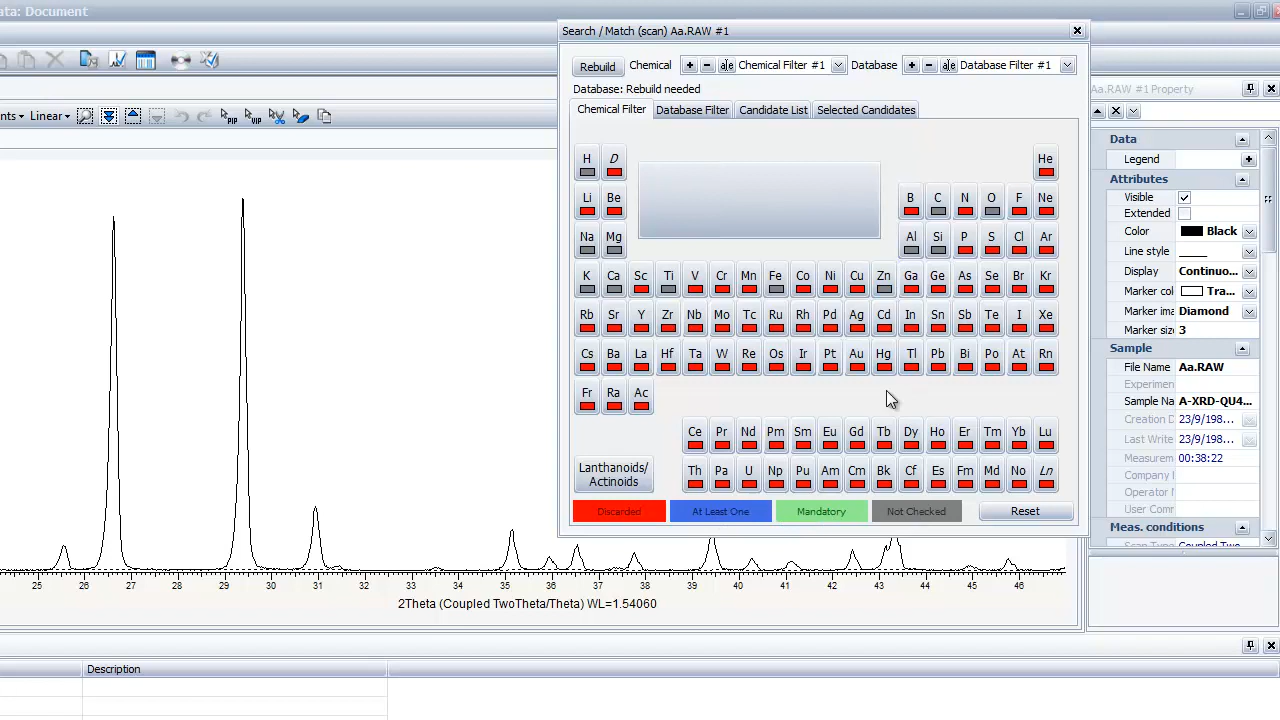 ata: Document
Search / Match (scan) Aa.RAW #1
Rebuild Chemical + - a|c Chemical Filter #1 Database + - a|c Database Filter #1
Database: Rebuild needed
Chemical Filter Database Filter Candidate List Selected Candidates
H D He
Li Be B C N O F Ne
Na Mg Al Si P S Cl Ar
K Ca Sc Ti V Cr Mn Fe Co Ni Cu Zn Ga Ge As Se Br Kr
Rb Sr Y Zr Nb Mo Tc Ru Rh Pd Ag Cd In Sn Sb Te I Xe
Cs Ba La Hf Ta W Re Os Ir Pt Au Hg Tl Pb Bi Po At Rn
Fr Ra Ac
Ce Pr Nd Pm Sm Eu Gd Tb Dy Ho Er Tm Yb Lu
Lanthanoids/
Actinoids
Th Pa U Np Pu Am Cm Bk Cf Es Fm Md No Ln
Discarded At Least One Mandatory Not Checked Reset
nts Linear PIP VIP
25 26 27 28 29 30 31 32 33 34 35 36 37 38 39 40 41 42 43 44 45 46
2Theta (Coupled TwoTheta/Theta) WL=1.54060
Aa.RAW #1 Property
Data
Legend +
Attributes
Visible
Extended
Color Black
Line style
Display Continuo...
Marker col Tra...
Marker ima Diamond
Marker size 3
Sample
File Name Aa.RAW
Experimen
Sample Na A-XRD-QU4...
Creation D 23/9/198...
Last Write 23/9/198...
Measurem 00:38:22
Company I
Operator N
User Comm
Meas. conditions
Scan Type Coupled Two
Description